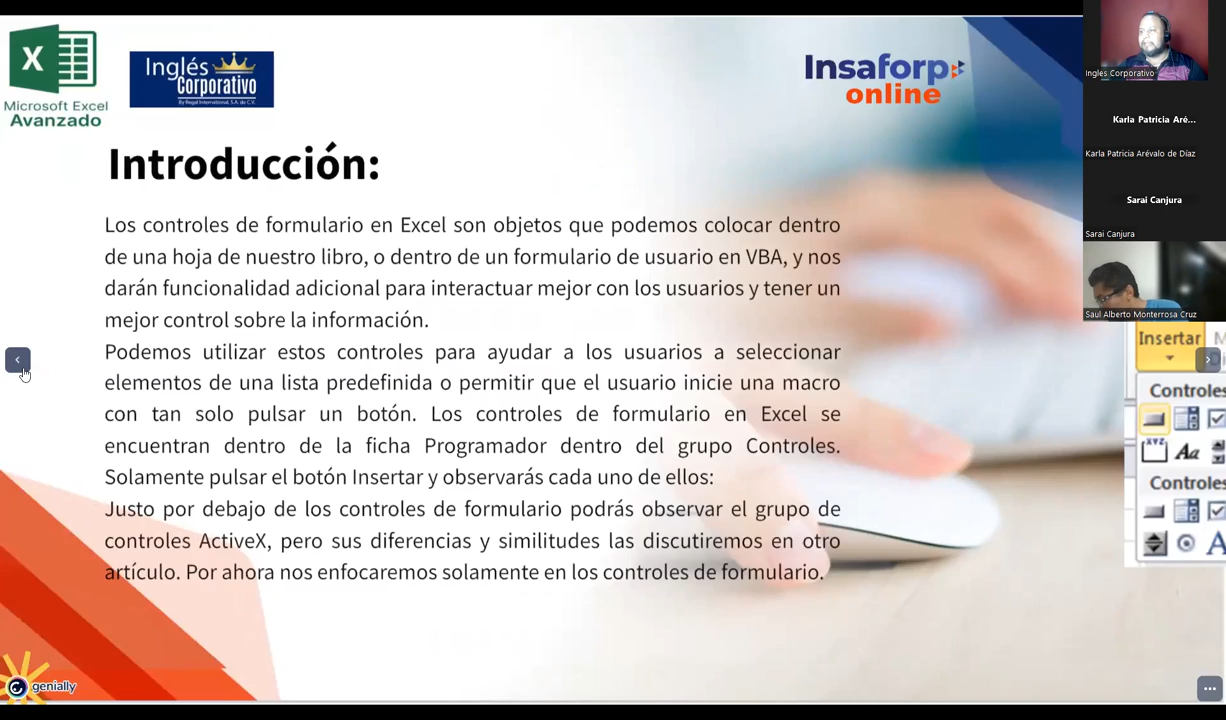 Microsoft Excel
Avanzado
Inglés
Corporativo
By Regal International, S.A. de C.V.
Insaforp
online
Introducción:
Los controles de formulario en Excel son objetos que podemos colocar dentro
de una hoja de nuestro libro, o dentro de un formulario de usuario en VBA, y nos
darán funcionalidad adicional para interactuar mejor con los usuarios y tener un
mejor control sobre la información.
Podemos utilizar estos controles para ayudar a los usuarios a seleccionar
elementos de una lista predefinida o permitir que el usuario inicie una macro
con tan solo pulsar un botón. Los controles de formulario en Excel se
encuentran dentro de la ficha Programador dentro del grupo Controles.
Solamente pulsar el botón Insertar y observarás cada uno de ellos:
Justo por debajo de los controles de formulario podrás observar el grupo de
controles ActiveX, pero sus diferencias y similitudes las discutiremos en otro
artículo. Por ahora nos enfocaremos solamente en los controles de formulario.
genially
Ingles Corporativo
Karla Patricia Aré...
Karla Patricia Arévalo de Díaz
Sarai Canjura
Sarai Canjura
Saul Alberto Monterrosa Cruz
Insertar
Controles
XYZ
Aa
Controles
A